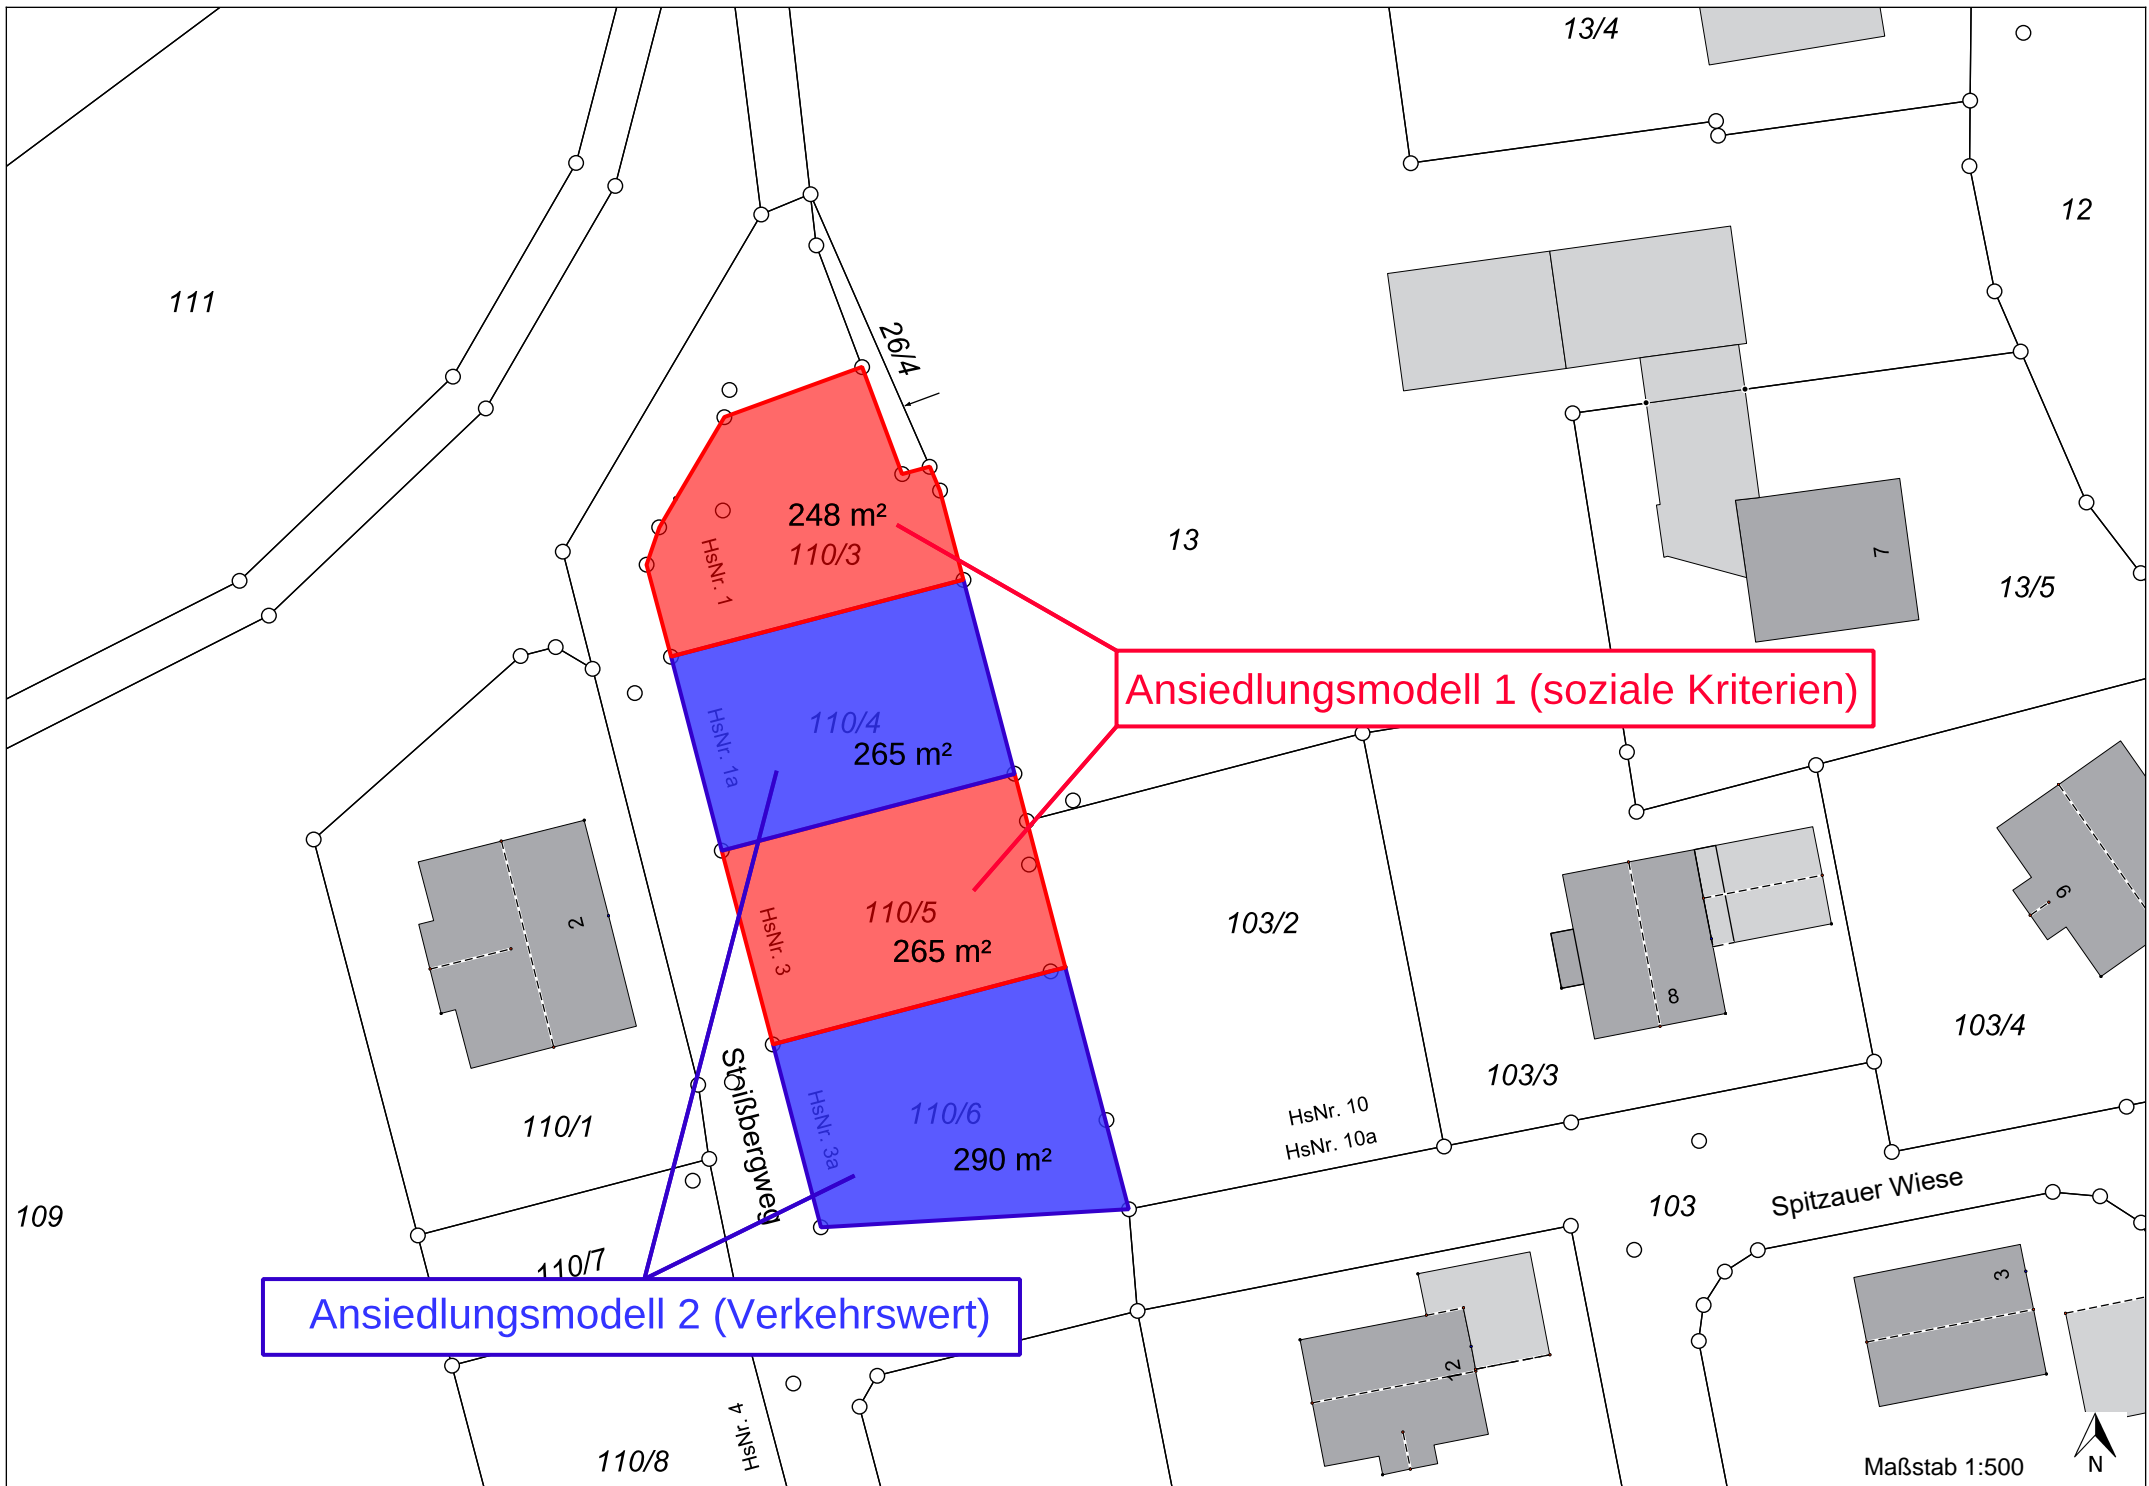 13/4
12
111
26/4
248 m²
110/3
HsNr. 1
13
7
13/5
Ansiedlungsmodell 1 (soziale Kriterien)
110/4
265 m²
HsNr. 1a
110/5
265 m²
HsNr. 3
2
103/2
8
9
103/4
103/3
HsNr. 10
HsNr. 10a
110/1
Stoißbergweg
110/6
290 m²
HsNr. 3a
109
103
Spitzauer Wiese
110/7
Ansiedlungsmodell 2 (Verkehrswert)
3
12
HsNr. 4
110/8
Maßstab 1:500
N